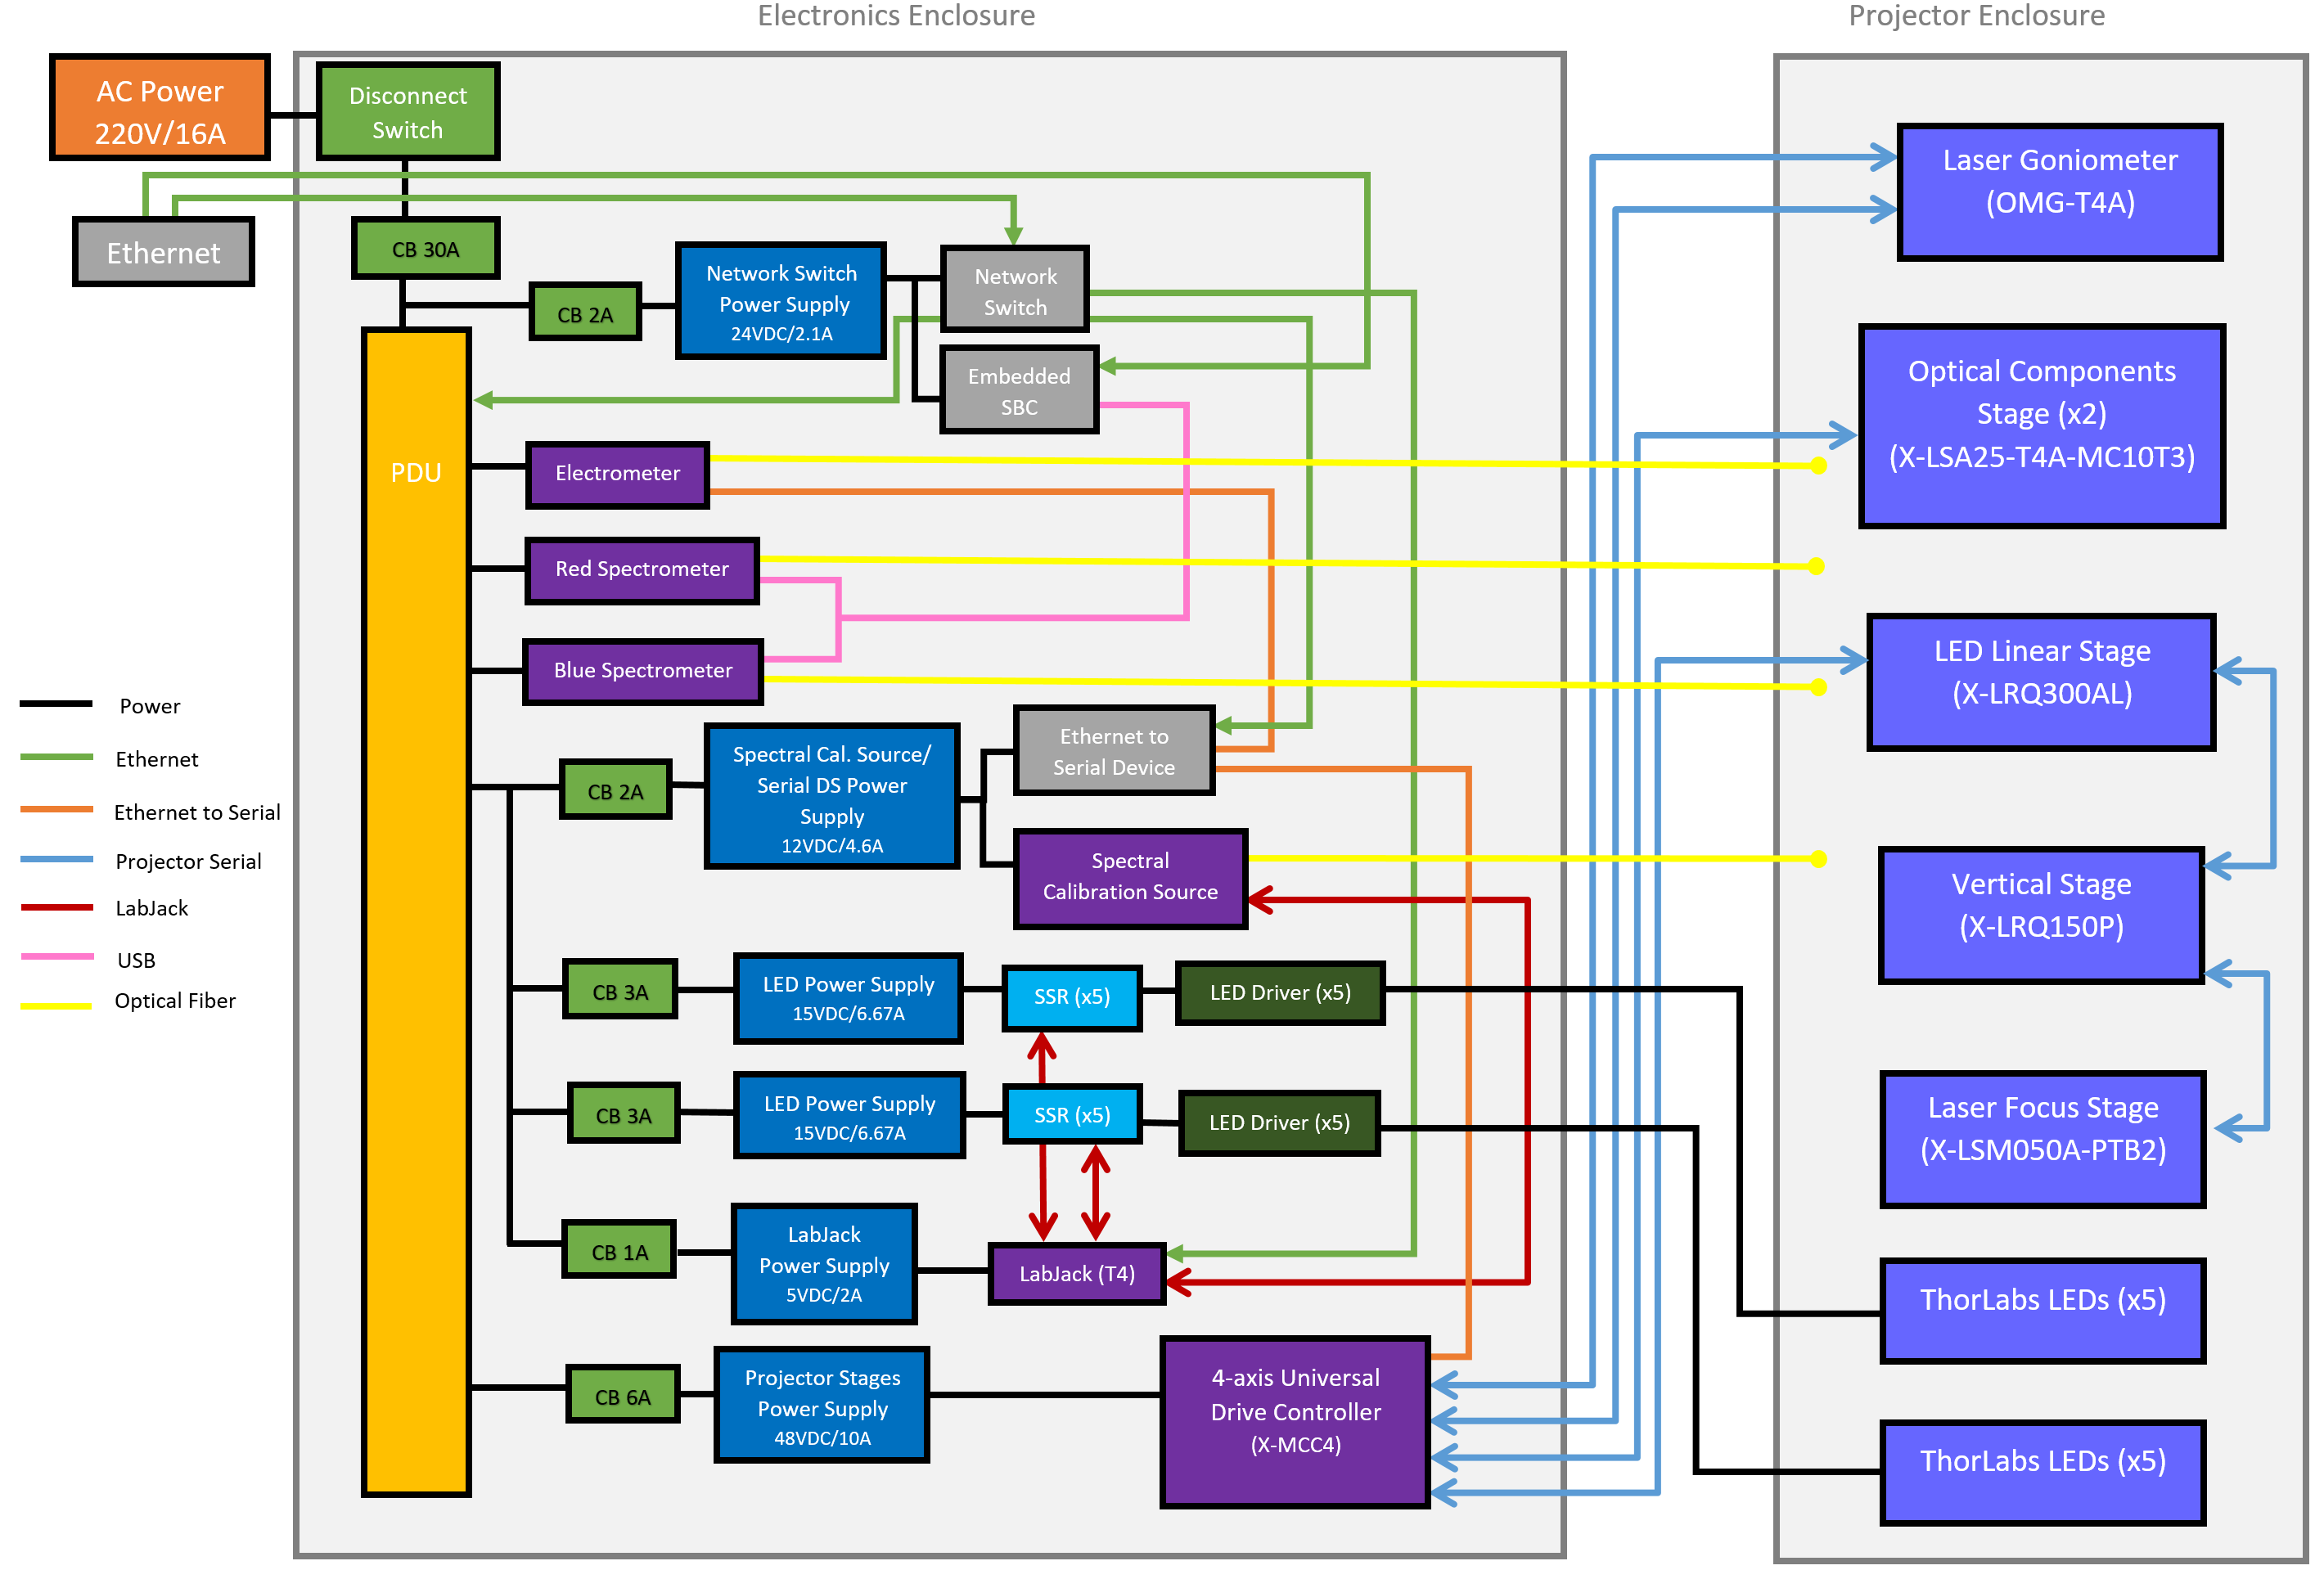 Electronics Enclosure
Projector Enclosure
AC Power
220V/16A
Disconnect
Switch
Ethernet
CB 30A
CB 2A
Network Switch
Power Supply
24VDC/2.1A
Network
Switch
Embedded
SBC
PDU
Electrometer
Red Spectrometer
Blue Spectrometer
CB 2A
Spectral Cal. Source/
Serial DS Power
Supply
12VDC/4.6A
Ethernet to
Serial Device
Spectral
Calibration Source
CB 3A
LED Power Supply
15VDC/6.67A
SSR (x5)
LED Driver (x5)
CB 3A
LED Power Supply
15VDC/6.67A
SSR (x5)
LED Driver (x5)
CB 1A
LabJack
Power Supply
5VDC/2A
LabJack (T4)
CB 6A
Projector Stages
Power Supply
48VDC/10A
4-axis Universal
Drive Controller
(X-MCC4)
Laser Goniometer
(OMG-T4A)
Optical Components
Stage (x2)
(X-LSA25-T4A-MC10T3)
LED Linear Stage
(X-LRQ300AL)
Vertical Stage
(X-LRQ150P)
Laser Focus Stage
(X-LSM050A-PTB2)
ThorLabs LEDs (x5)
ThorLabs LEDs (x5)
Power
Ethernet
Ethernet to Serial
Projector Serial
LabJack
USB
Optical Fiber